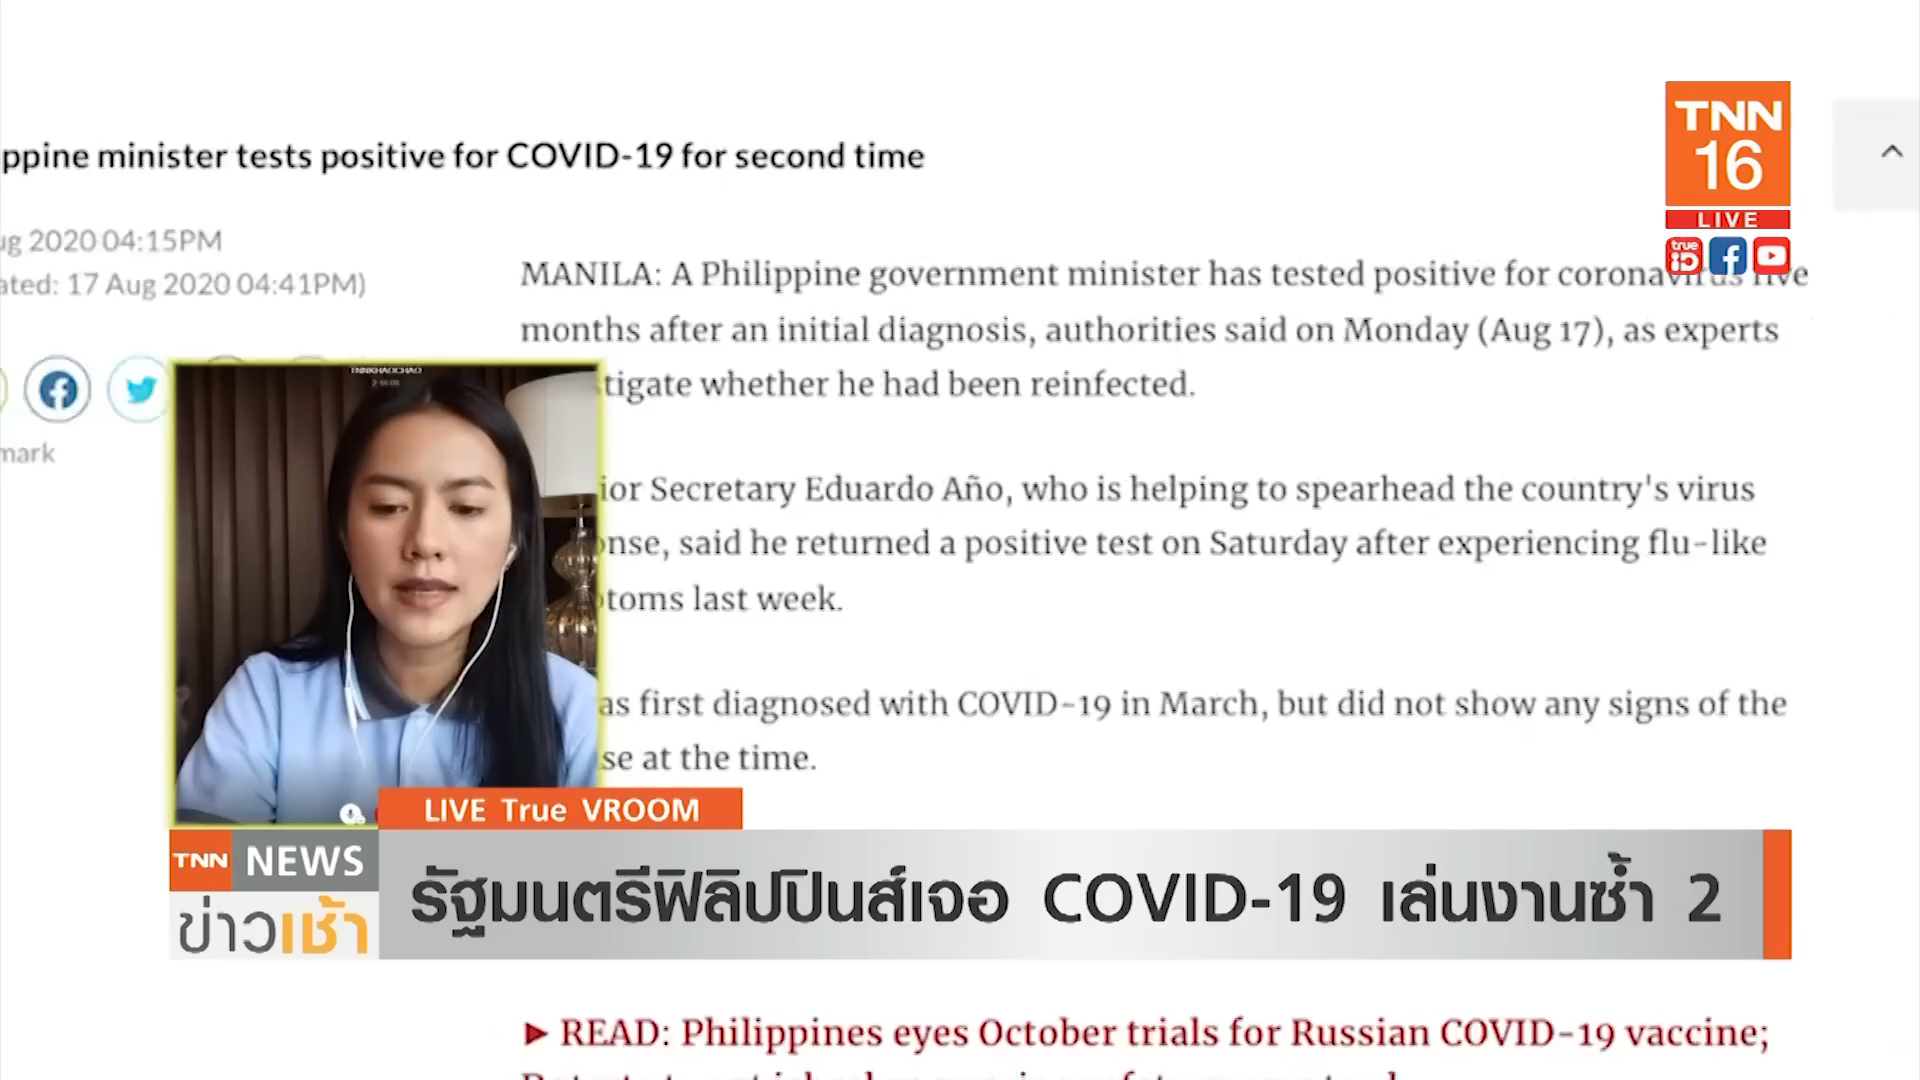 TNN
16
LIVE
true
ppine minister tests positive for COVID-19 for second time
ug 2020 04:15PM
ated: 17 Aug 2020 04:41PM)
mark
MANILA: A Philippine government minister has tested positive for coronavirus five
months after an initial diagnosis, authorities said on Monday (Aug 17), as experts
tigate whether he had been reinfected.
ior Secretary Eduardo Año, who is helping to spearhead the country's virus
onse, said he returned a positive test on Saturday after experiencing flu-like
toms last week.
as first diagnosed with COVID-19 in March, but did not show any signs of the
se at the time.
TNNKHAOCHAO
LIVE True VROOM
TNN NEWS
ข่าวเช้า
รัฐมนตรีฟิลิปปินส์เจอ COVID-19 เล่นงานซ้ำ 2
► READ: Philippines eyes October trials for Russian COVID-19 vaccine;